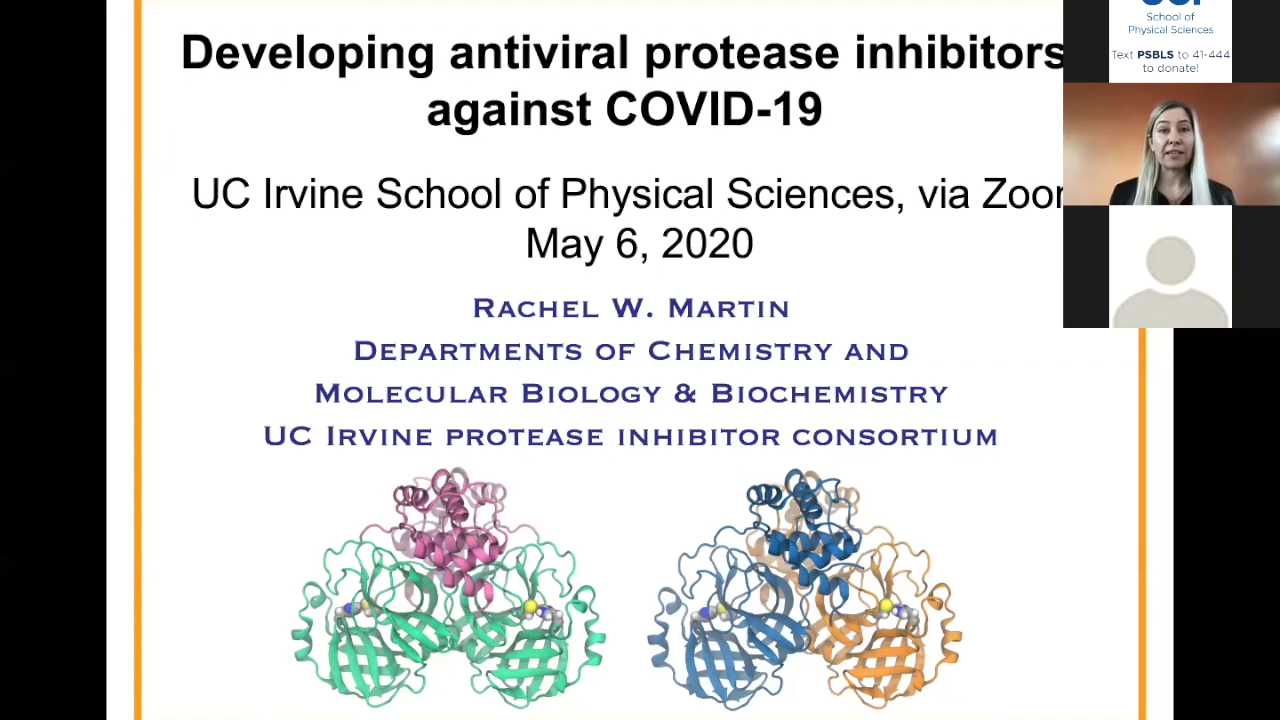 Developing antiviral protease inhibitors
against COVID-19
UC Irvine School of Physical Sciences, via Zoo
May 6, 2020
RACHEL W. MARTIN
DEPARTMENTS OF CHEMISTRY AND
MOLECULAR BIOLOGY & BIOCHEMISTRY
UC IRVINE PROTEASE INHIBITOR CONSORTIUM
School of
Physical Sciences
Text PSBLS to 41-444
to donate!